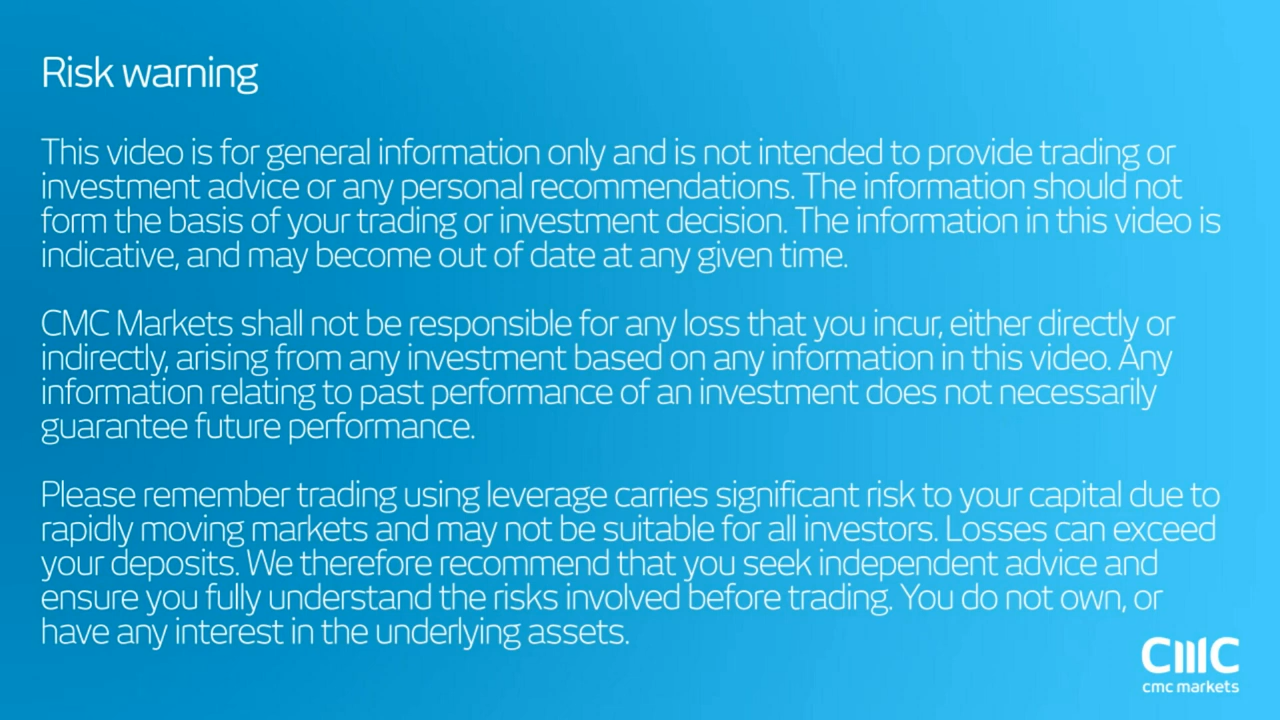 Risk warning
This video is for general information only and is not intended to provide trading or
investment advice or any personal recommendations. The information should not
form the basis of your trading or investment decision. The information in this video is
indicative, and may become out of date at any given time.
CMC Markets shall not be responsible for any loss that you incur, either directly or
indirectly, arising from any investment based on any information in this video. Any
information relating to past performance of an investment does not necessarily
guarantee future performance.
Please remember trading using leverage carries significant risk to your capital due to
rapidly moving markets and may not be suitable for all investors. Losses can exceed
your deposits. We therefore recommend that you seek independent advice and
ensure you fully understand the risks involved before trading. You do not own, or
have any interest in the underlying assets.
CMC
cmc markets